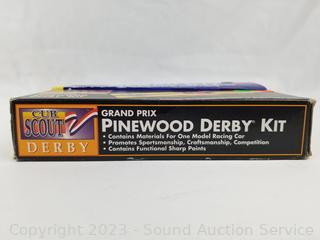 CUB
SCOUT
DERBY
GRAND PRIX
PINEWOOD DERBY® KIT
• Contains Materials For One Model Racing Car
• Promotes Sportsmanship, Craftsmanship, Competition
• Contains Functional Sharp Points
Copyright 2023 - Sound Auction Service